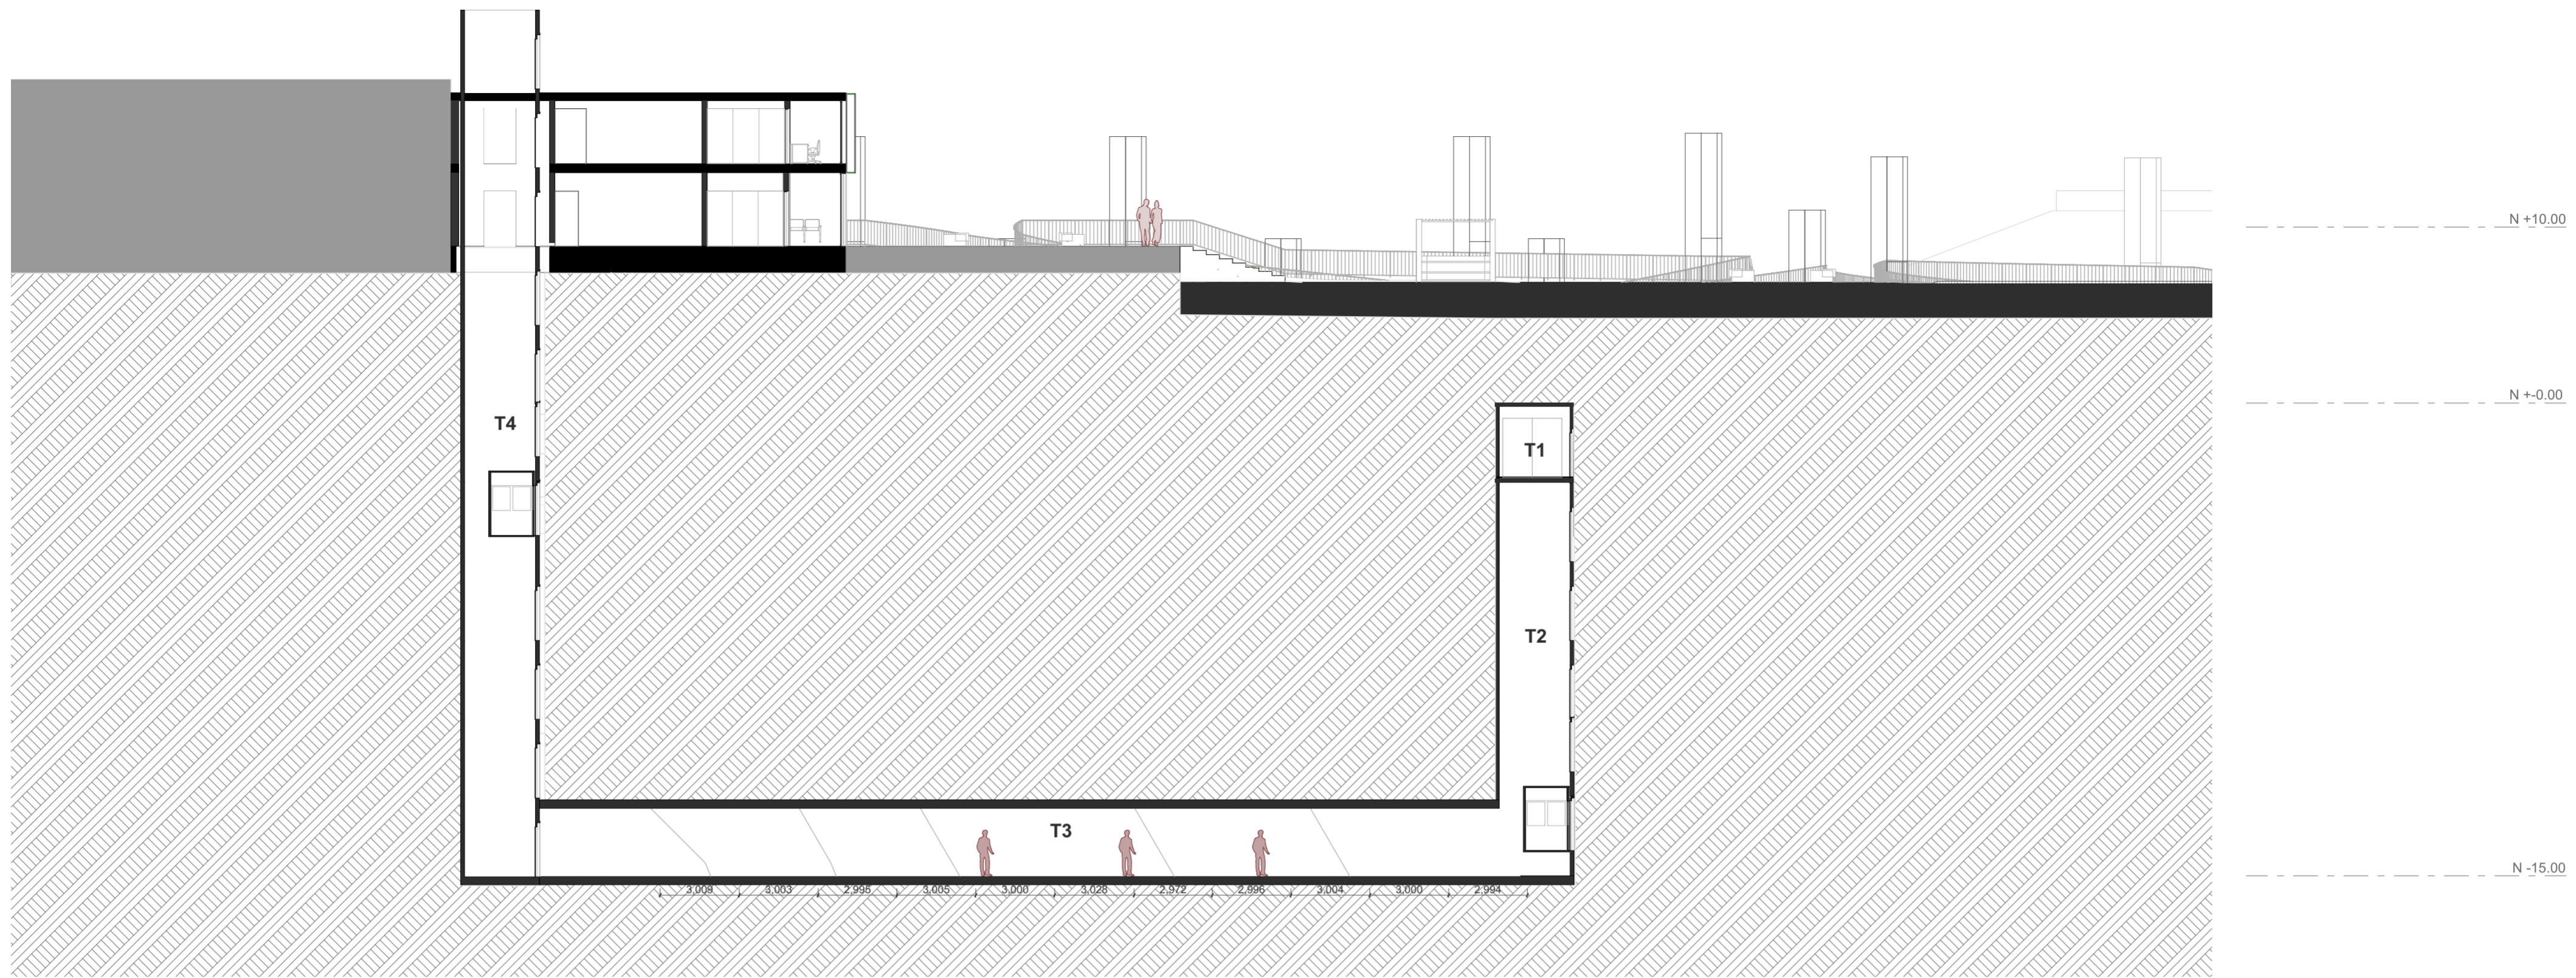 N +10.00
N +-0.00
T4
T1
T2
T3
N -15.00
3,009 3,003 2,995 3,005 3,000 3,028 2,972 2,996 3,004 3,000 2,994